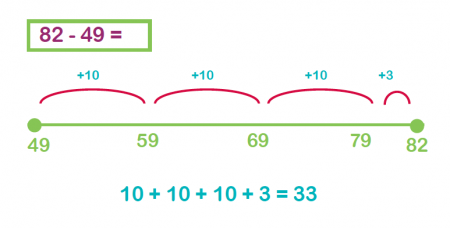 82 - 49 =
+10 +10 +10 +3
49 59 69 79 82
10 + 10 + 10 + 3 = 33